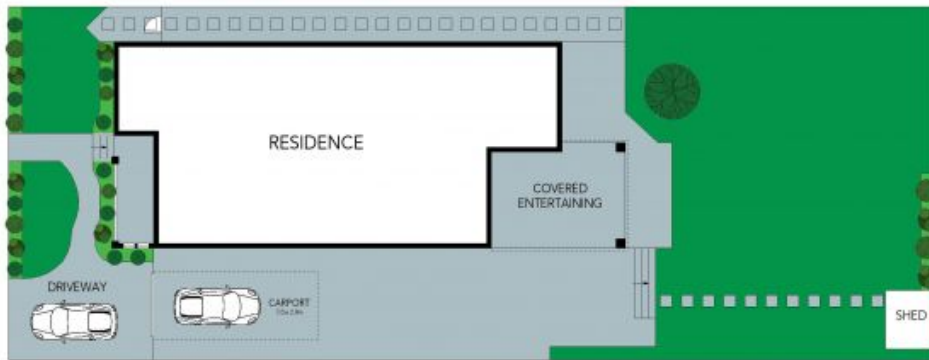 RESIDENCE
COVERED
ENTERTAINING
DRIVEWAY
CARPORT
SHED